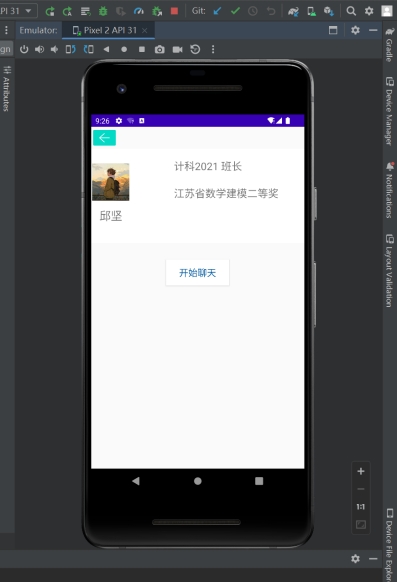 PI 31
Git:
Emulator:
Pixel 2 API 31
gn
Attributes
Gradle
Device Manager
Notifications
Layout Validation
Device File Explor
9:26
计科2021 班长
江苏省数学建模二等奖
邱坚
开始聊天
1:1